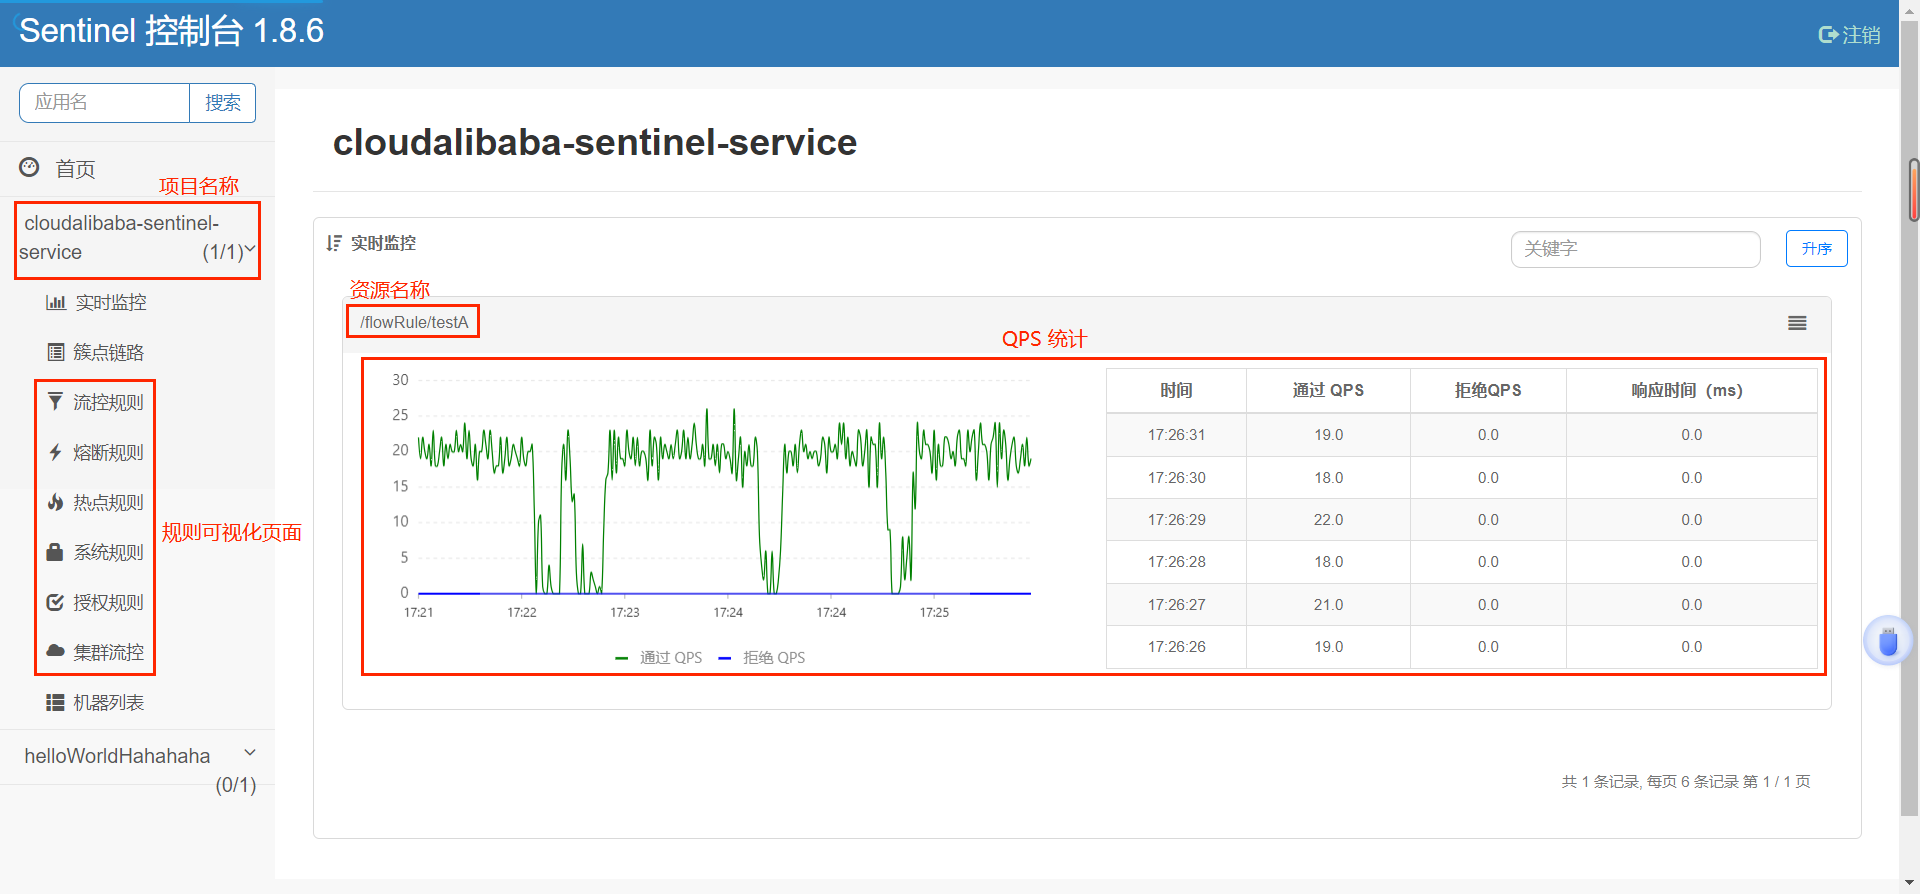 Sentinel 控制台 1.8.6
注销
应用名
搜索
首页
项目名称
cloudalibaba-sentinel-
service (1/1)
实时监控
簇点链路
流控规则
熔断规则
热点规则
系统规则
授权规则
集群流控
规则可视化页面
机器列表
helloWorldHahahaha
(0/1)
cloudalibaba-sentinel-service
实时监控
关键字
升序
资源名称
/flowRule/testA
QPS 统计
30
25
20
15
10
5
0
17:21 17:22 17:23 17:24 17:24 17:25
通过 QPS 拒绝 QPS
时间 通过 QPS 拒绝QPS 响应时间（ms）
17:26:31 19.0 0.0 0.0
17:26:30 18.0 0.0 0.0
17:26:29 22.0 0.0 0.0
17:26:28 18.0 0.0 0.0
17:26:27 21.0 0.0 0.0
17:26:26 19.0 0.0 0.0
共 1 条记录, 每页 6 条记录 第 1 / 1 页